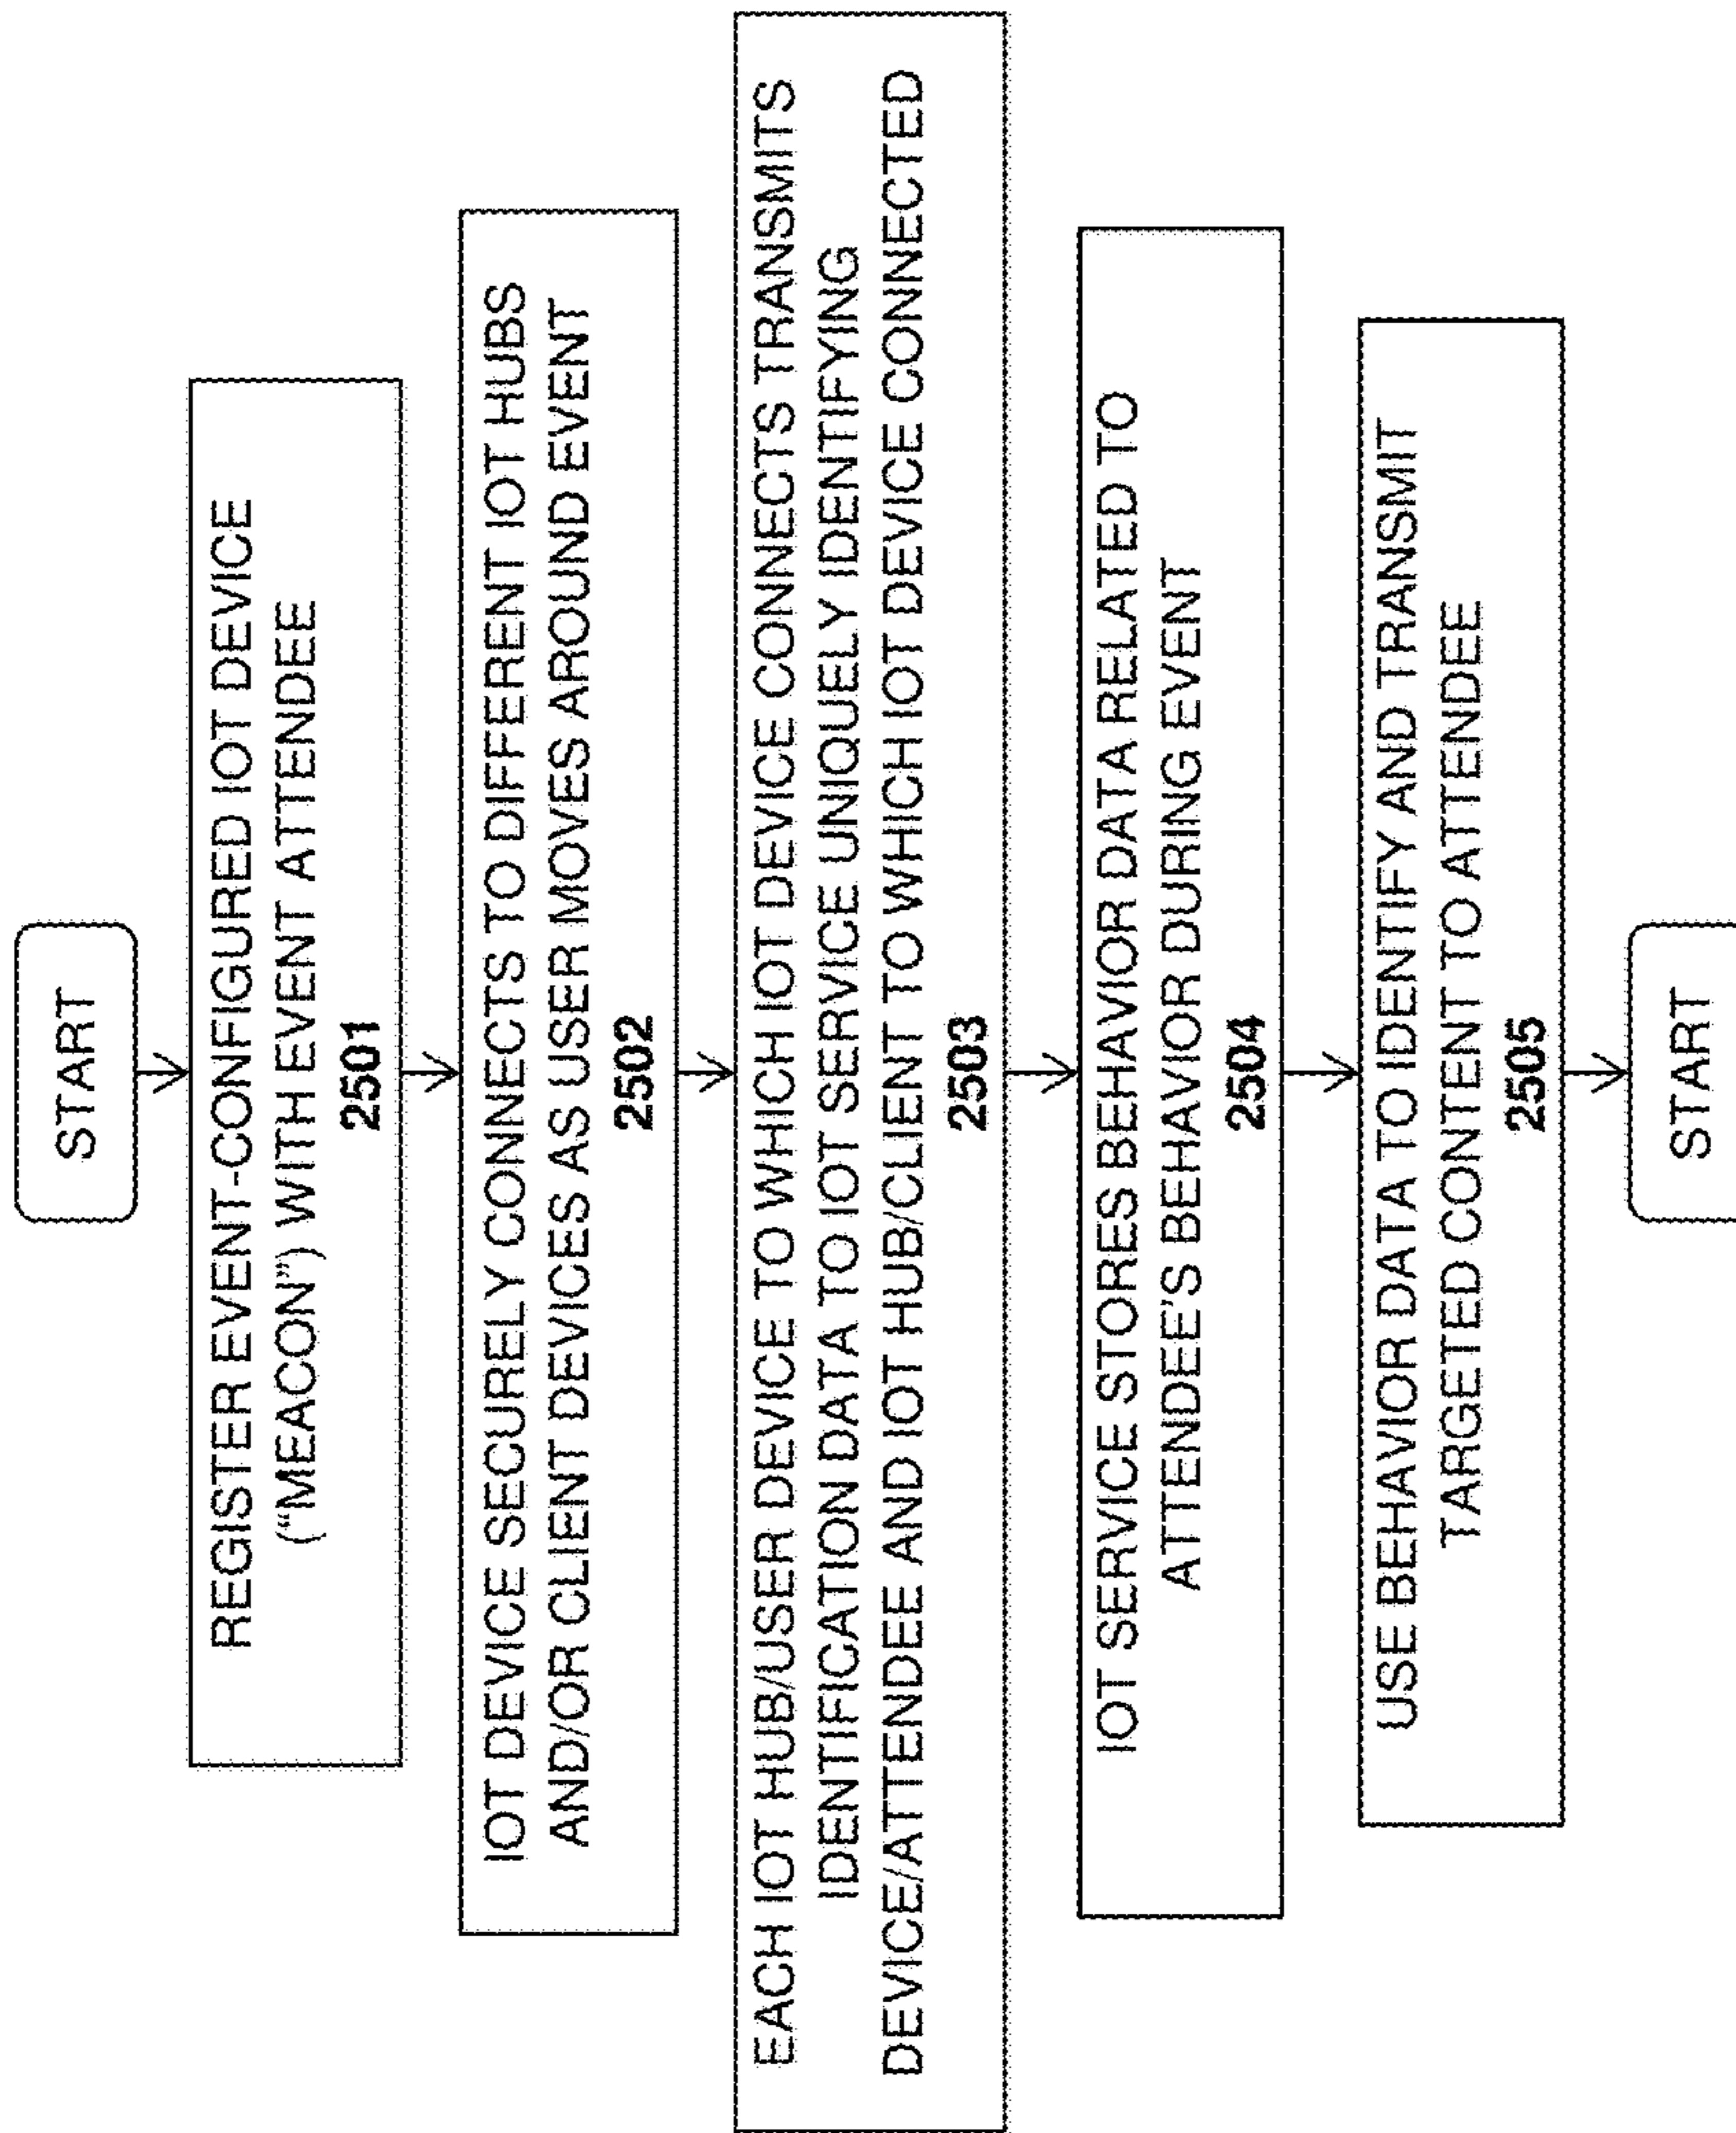 START
REGISTER EVENT-CONFIGURED IOT DEVICE
("MEACON") WITH EVENT ATTENDEE
2501
IOT DEVICE SECURELY CONNECTS TO DIFFERENT IOT HUBS
AND/OR CLIENT DEVICES AS USER MOVES AROUND EVENT
2502
EACH IOT HUB/USER DEVICE TO WHICH IOT DEVICE CONNECTS TRANSMITS
IDENTIFICATION DATA TO IOT SERVICE UNIQUELY IDENTIFYING
DEVICE/ATTENDEE AND IOT HUB/CLIENT TO WHICH IOT DEVICE CONNECTED
2503
IOT SERVICE STORES BEHAVIOR DATA RELATED TO
ATTENDEE'S BEHAVIOR DURING EVENT
2504
USE BEHAVIOR DATA TO IDENTIFY AND TRANSMIT
TARGETED CONTENT TO ATTENDEE
2505
START